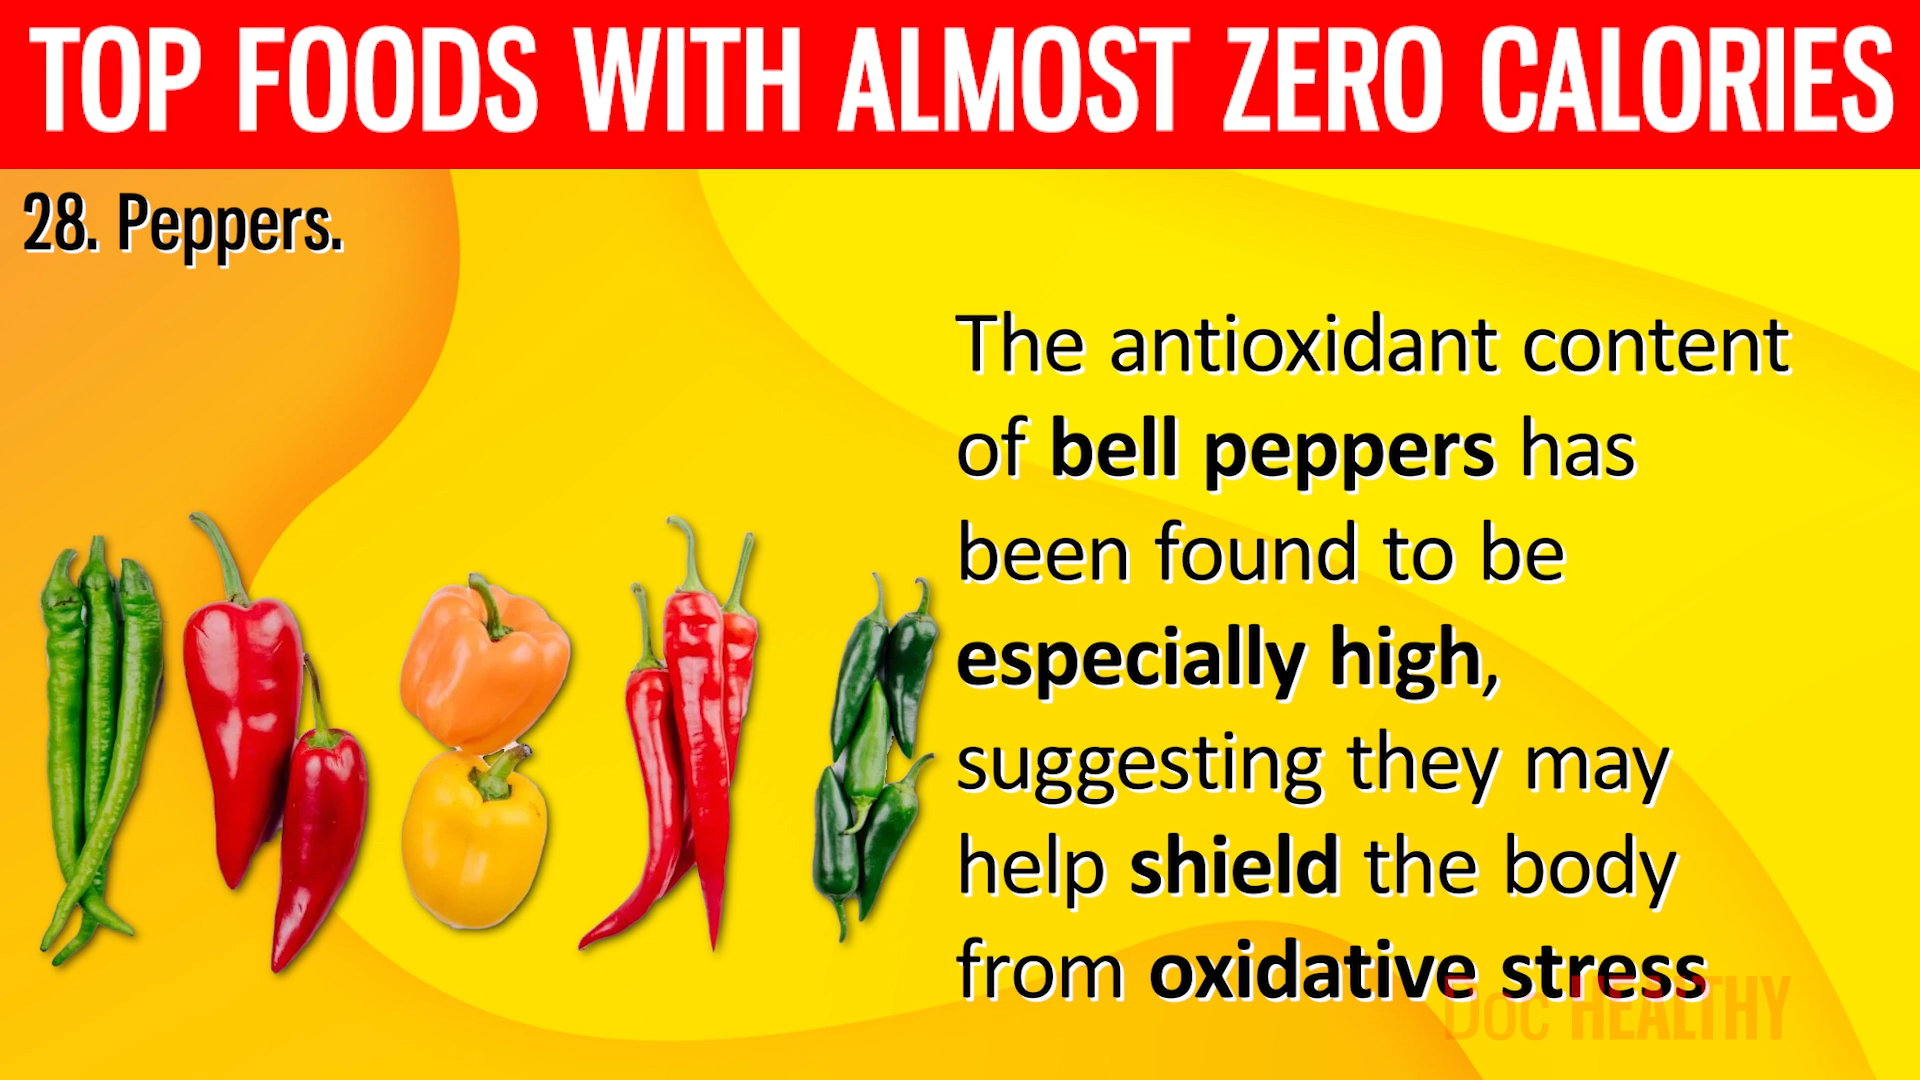 TOP FOODS WITH ALMOST ZERO CALORIES
28. Peppers.
The antioxidant content
of bell peppers has
been found to be
especially high,
suggesting they may
help shield the body
from oxidative stress
Doc HEALTHY